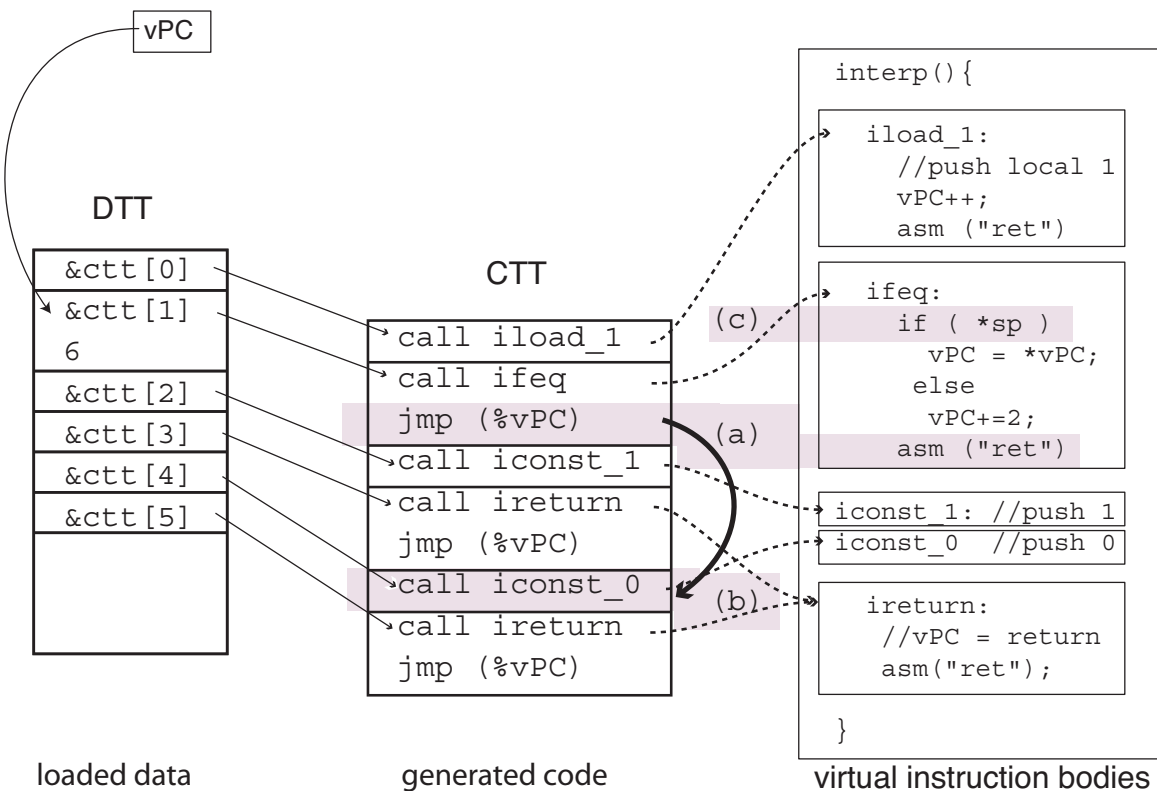 vPC
DTT
&ctt[0]
&ctt[1]
6
&ctt[2]
&ctt[3]
&ctt[4]
&ctt[5]
loaded data
CTT
call iload_1
call ifeq
jmp (%vPC)
call iconst_1
call ireturn
jmp (%vPC)
call iconst_0
call ireturn
jmp (%vPC)
generated code
(c)
(a)
(b)
interp(){
iload_1:
//push local 1
vPC++;
asm ("ret")
ifeq:
if ( *sp )
vPC = *vPC;
else
vPC+=2;
asm ("ret")
iconst_1: //push 1
iconst_0 //push 0
ireturn:
//vPC = return
asm("ret");
}
virtual instruction bodies